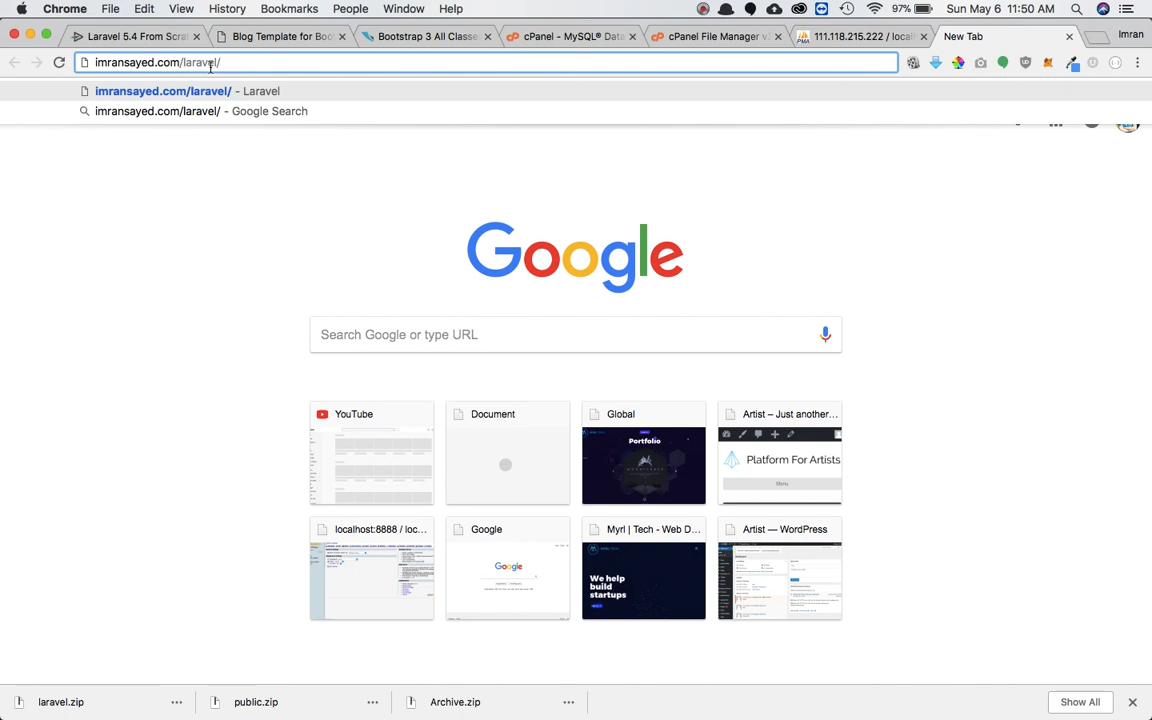 Chrome File Edit View History Bookmarks People Window Help 97% Sun May 6 11:50 AM
Laravel 5.4 From Scra
Blog Template for Boo
Bootstrap 3 All Classe
cPanel - MySQL® Data
cPanel File Manager v
111.118.215.222 / local
New Tab
Imran
imransayed.com/laravel/
imransayed.com/laravel/ - Laravel
imransayed.com/laravel/ - Google Search
Google
Search Google or type URL
YouTube
Document
Global
Artist – Just another...
Portfolio
Platform For Artists
Menu
localhost:8888 / loc...
Google
Myrl | Tech - Web D...
Artist — WordPress
Google
We help
build
startups
laravel.zip
public.zip
Archive.zip
Show All